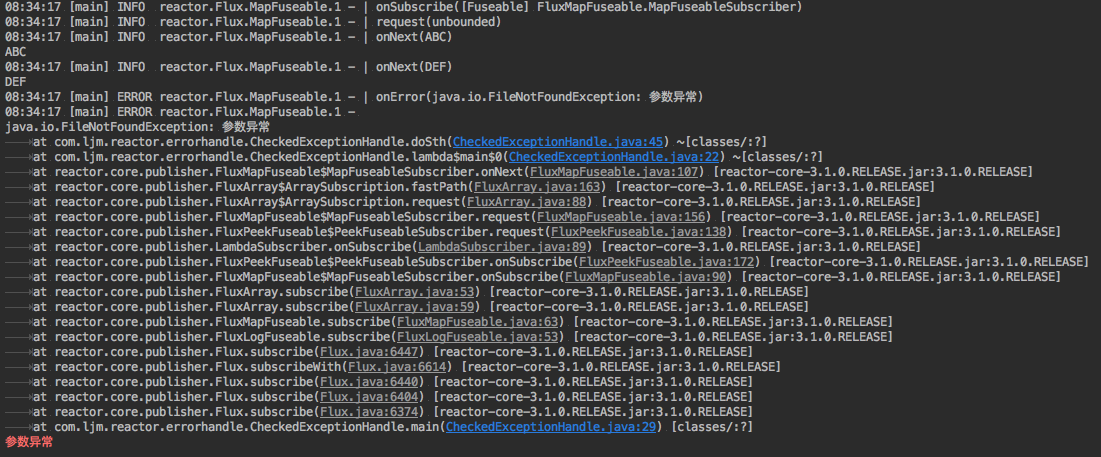 08:34:17 [main] INFO  reactor.Flux.MapFuseable.1 - | onSubscribe([Fuseable] FluxMapFuseable.MapFuseableSubscriber)
08:34:17 [main] INFO  reactor.Flux.MapFuseable.1 - | request(unbounded)
08:34:17 [main] INFO  reactor.Flux.MapFuseable.1 - | onNext(ABC)
ABC
08:34:17 [main] INFO  reactor.Flux.MapFuseable.1 - | onNext(DEF)
DEF
08:34:17 [main] ERROR reactor.Flux.MapFuseable.1 - | onError(java.io.FileNotFoundException: 参数异常)
08:34:17 [main] ERROR reactor.Flux.MapFuseable.1 -
java.io.FileNotFoundException: 参数异常
at com.ljm.reactor.errorhandle.CheckedExceptionHandle.doSth(CheckedExceptionHandle.java:45) ~[classes/:?]
at com.ljm.reactor.errorhandle.CheckedExceptionHandle.lambda$main$0(CheckedExceptionHandle.java:22) ~[classes/:?]
at reactor.core.publisher.FluxMapFuseable$MapFuseableSubscriber.onNext(FluxMapFuseable.java:107) [reactor-core-3.1.0.RELEASE.jar:3.1.0.RELEASE]
at reactor.core.publisher.FluxArray$ArraySubscription.fastPath(FluxArray.java:163) [reactor-core-3.1.0.RELEASE.jar:3.1.0.RELEASE]
at reactor.core.publisher.FluxArray$ArraySubscription.request(FluxArray.java:88) [reactor-core-3.1.0.RELEASE.jar:3.1.0.RELEASE]
at reactor.core.publisher.FluxMapFuseable$MapFuseableSubscriber.request(FluxMapFuseable.java:156) [reactor-core-3.1.0.RELEASE.jar:3.1.0.RELEASE]
at reactor.core.publisher.FluxPeekFuseable$PeekFuseableSubscriber.request(FluxPeekFuseable.java:138) [reactor-core-3.1.0.RELEASE.jar:3.1.0.RELEASE]
at reactor.core.publisher.LambdaSubscriber.onSubscribe(LambdaSubscriber.java:89) [reactor-core-3.1.0.RELEASE.jar:3.1.0.RELEASE]
at reactor.core.publisher.FluxPeekFuseable$PeekFuseableSubscriber.onSubscribe(FluxPeekFuseable.java:172) [reactor-core-3.1.0.RELEASE.jar:3.1.0.RELEASE]
at reactor.core.publisher.FluxMapFuseable$MapFuseableSubscriber.onSubscribe(FluxMapFuseable.java:90) [reactor-core-3.1.0.RELEASE.jar:3.1.0.RELEASE]
at reactor.core.publisher.FluxArray.subscribe(FluxArray.java:53) [reactor-core-3.1.0.RELEASE.jar:3.1.0.RELEASE]
at reactor.core.publisher.FluxArray.subscribe(FluxArray.java:59) [reactor-core-3.1.0.RELEASE.jar:3.1.0.RELEASE]
at reactor.core.publisher.FluxMapFuseable.subscribe(FluxMapFuseable.java:63) [reactor-core-3.1.0.RELEASE.jar:3.1.0.RELEASE]
at reactor.core.publisher.FluxLogFuseable.subscribe(FluxLogFuseable.java:53) [reactor-core-3.1.0.RELEASE.jar:3.1.0.RELEASE]
at reactor.core.publisher.Flux.subscribe(Flux.java:6447) [reactor-core-3.1.0.RELEASE.jar:3.1.0.RELEASE]
at reactor.core.publisher.Flux.subscribeWith(Flux.java:6614) [reactor-core-3.1.0.RELEASE.jar:3.1.0.RELEASE]
at reactor.core.publisher.Flux.subscribe(Flux.java:6440) [reactor-core-3.1.0.RELEASE.jar:3.1.0.RELEASE]
at reactor.core.publisher.Flux.subscribe(Flux.java:6404) [reactor-core-3.1.0.RELEASE.jar:3.1.0.RELEASE]
at reactor.core.publisher.Flux.subscribe(Flux.java:6374) [reactor-core-3.1.0.RELEASE.jar:3.1.0.RELEASE]
at com.ljm.reactor.errorhandle.CheckedExceptionHandle.main(CheckedExceptionHandle.java:29) [classes/:?]
参数异常